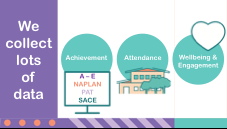 We
collect
lots
of
data
Achievement
Attendance
Wellbeing &
Engagement
A – E
NAPLAN
PAT
SACE